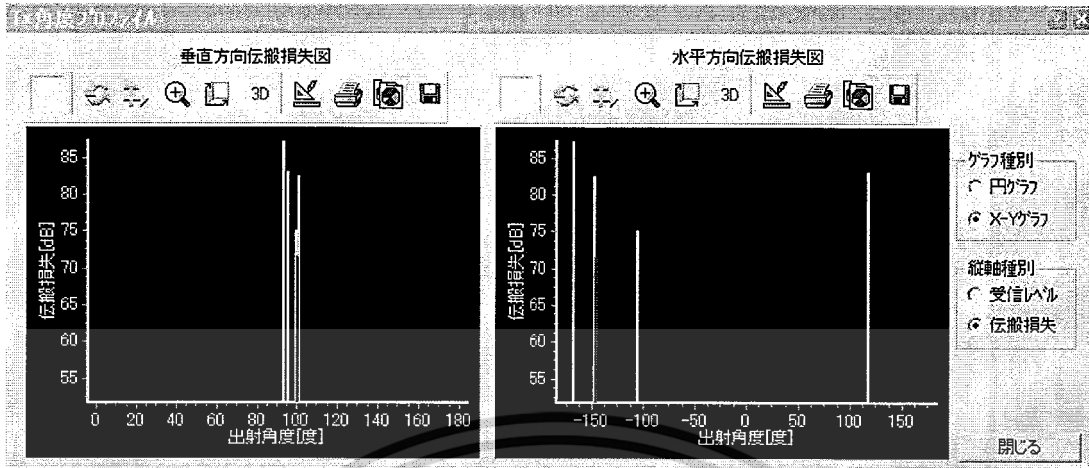 Tx角度プロファイル
垂直方向伝搬損失図
3D
伝搬損失[dB]
85
80
75
70
65
60
55
0 20 40 60 80 100 120 140 160 180
出射角度[度]
水平方向伝搬損失図
3D
伝搬損失[dB]
85
80
75
70
65
60
55
-150 -100 -50 0 50 100 150
出射角度[度]
グラフ種別
円グラフ
X-Yグラフ
縦軸種別
受信レベル
伝搬損失
閉じる